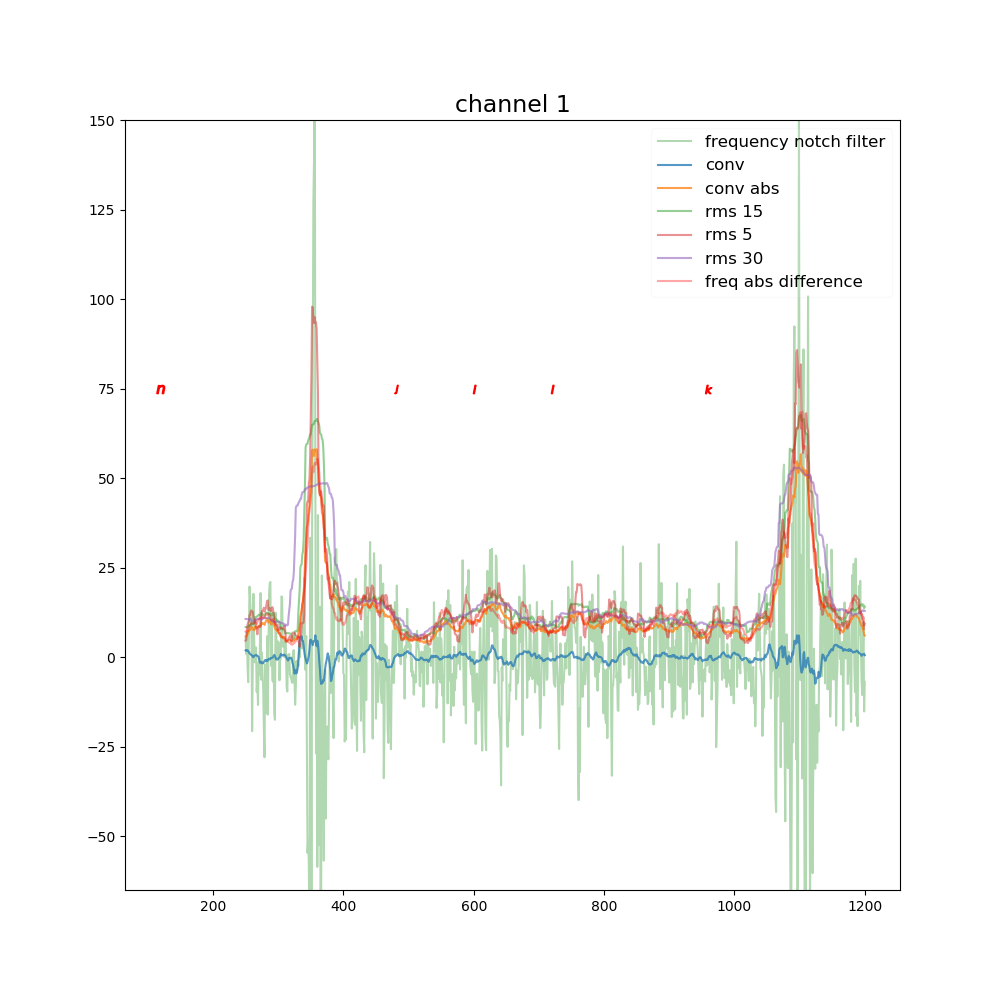 channel 1
150
125
100
75
50
25
0
−25
−50
frequency notch filter
conv
conv abs
rms 15
rms 5
rms 30
freq abs difference
n J l l k
200 400 600 800 1000 1200